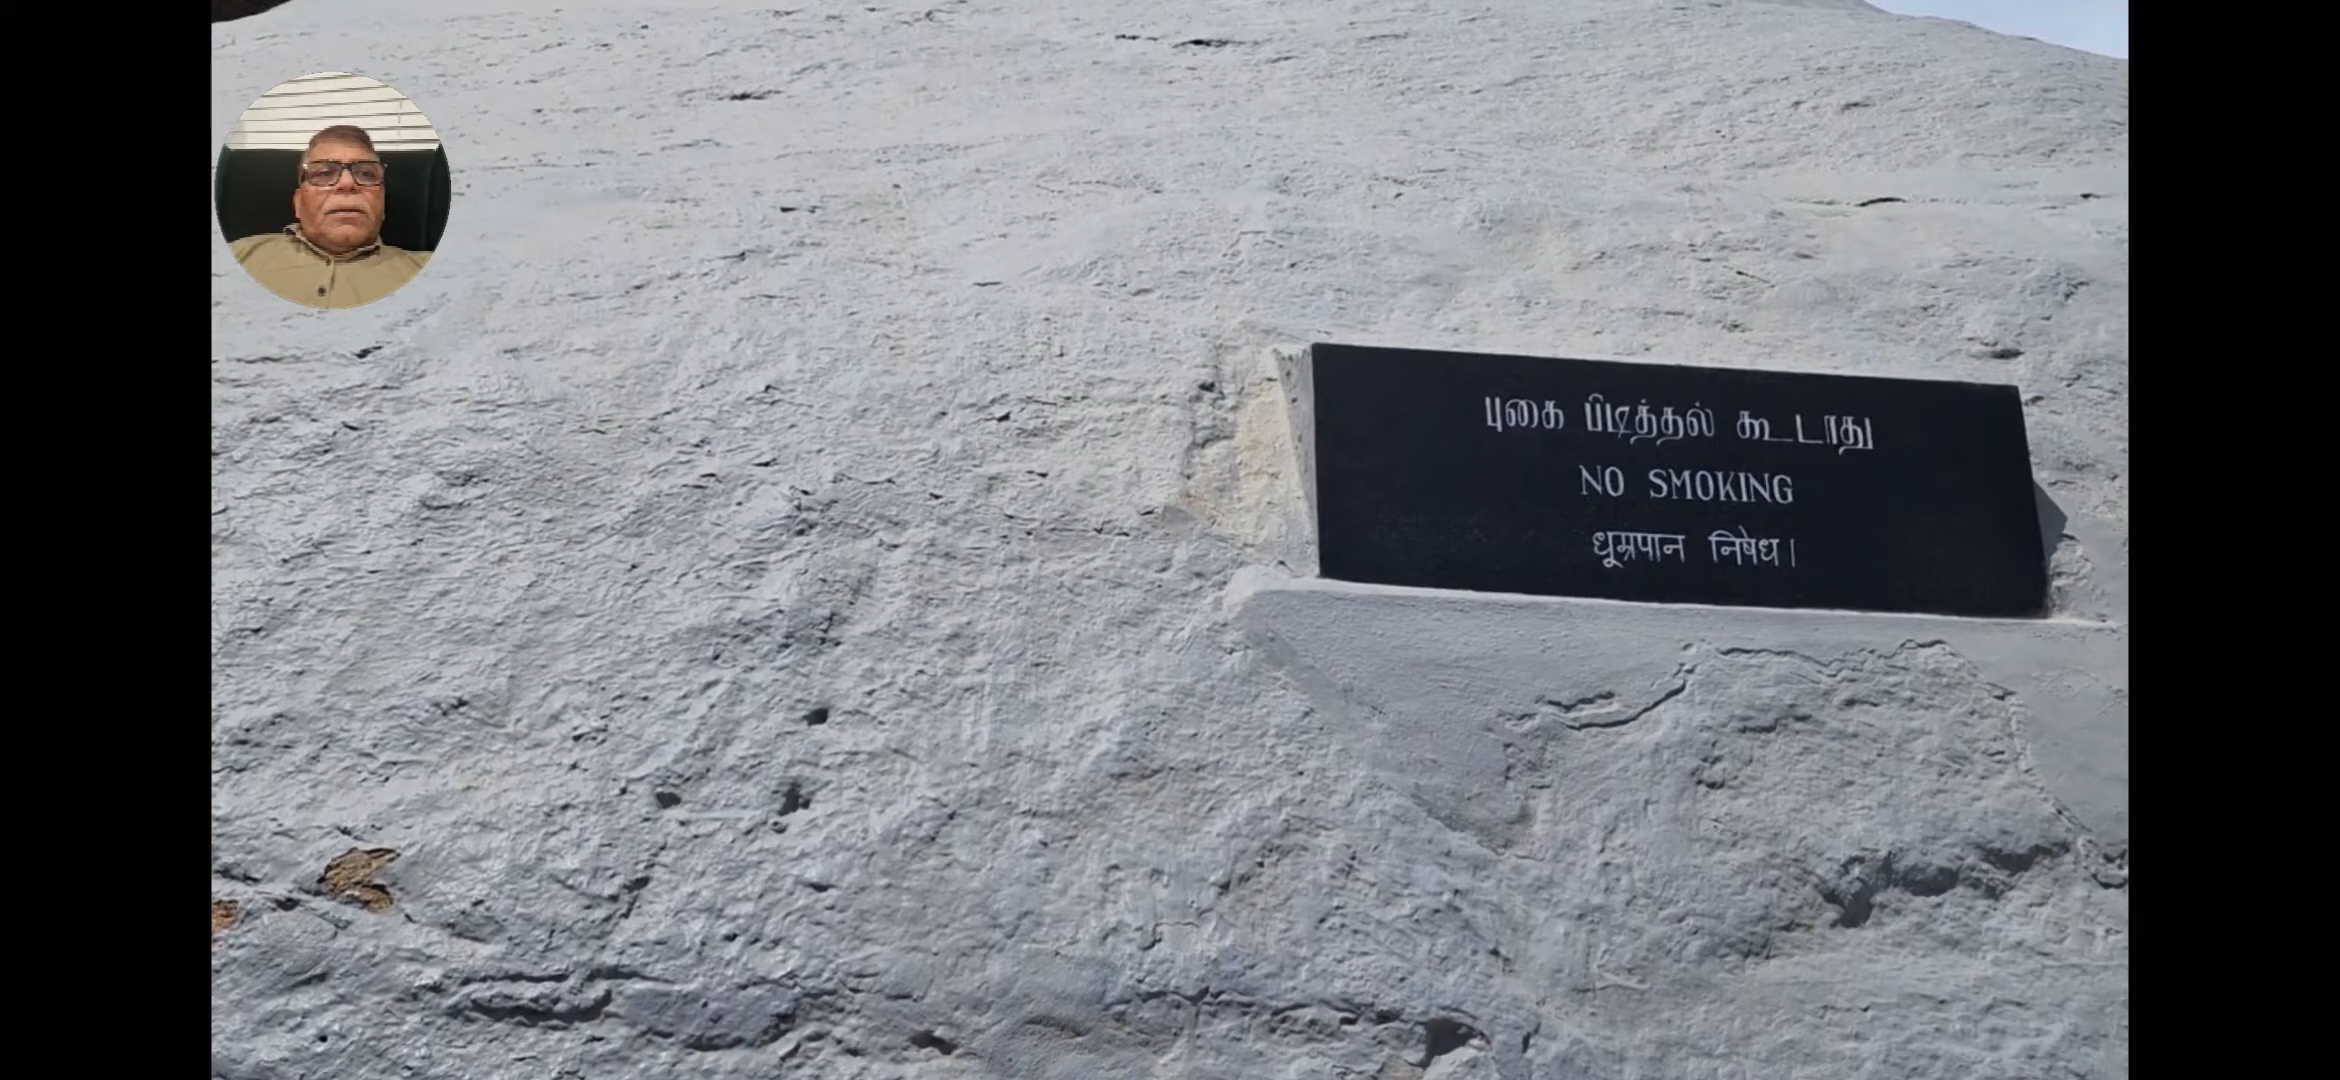 புகை பிடித்தல் கூடாது
NO SMOKING
धूम्रपान निषेध।